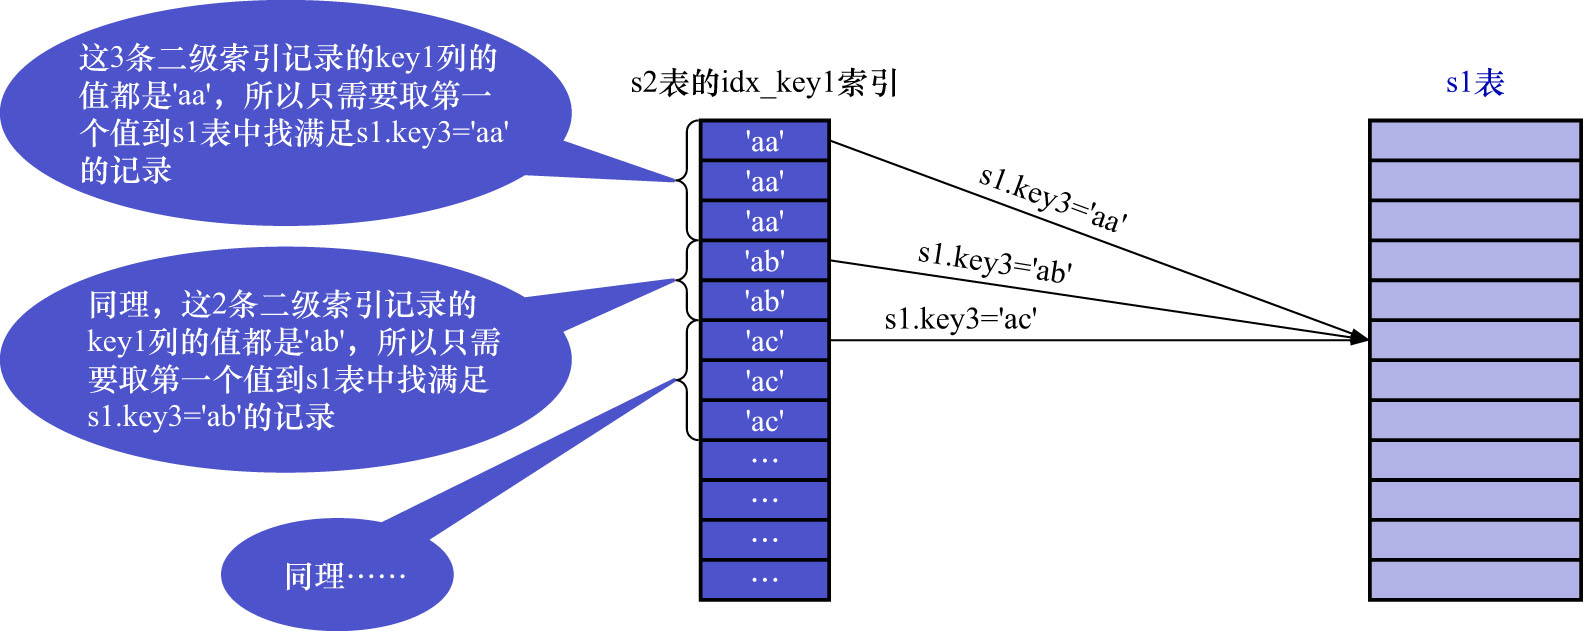 这3条二级索引记录的key1列的
值都是'aa'，所以只需要取第一
个值到s1表中找满足s1.key3='aa'
的记录
同理，这2条二级索引记录的
key1列的值都是'ab'，所以只需
要取第一个值到s1表中找满足
s1.key3='ab'的记录
同理……
s2表的idx_key1索引
'aa'
'aa'
'aa'
'ab'
'ab'
'ac'
'ac'
'ac'
…
…
…
…
s1.key3='aa'
s1.key3='ab'
s1.key3='ac'
s1表